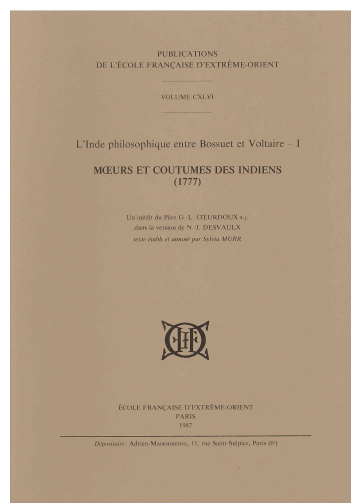 PUBLICATIONS
DE L'ÉCOLE FRANÇAISE D'EXTRÊME-ORIENT
VOLUME CXLVI
L'Inde philosophique entre Bossuet et Voltaire – I
MŒURS ET COUTUMES DES INDIENS
(1777)
Un inédit du Père G.-L. CŒURDOUX s.j.
dans la version de N.-J. DESVAULX
texte établi et annoté par Sylvia MURR
ÉCOLE FRANÇAISE D'EXTRÊME-ORIENT
PARIS
1987
Dépositaire: Adrien-Maisonneuve, 11, rue Saint-Sulpice, Paris (6e)